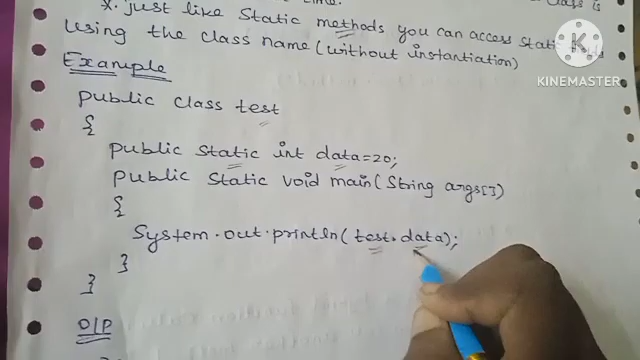 *. just like Static methods you can access static
Using the class name (without instantiation)
Example
public class test
{
public static int data=20;
public Static void main(String args[])
{
System.out.println(test.data);
}
}
O/P
KINEMASTER